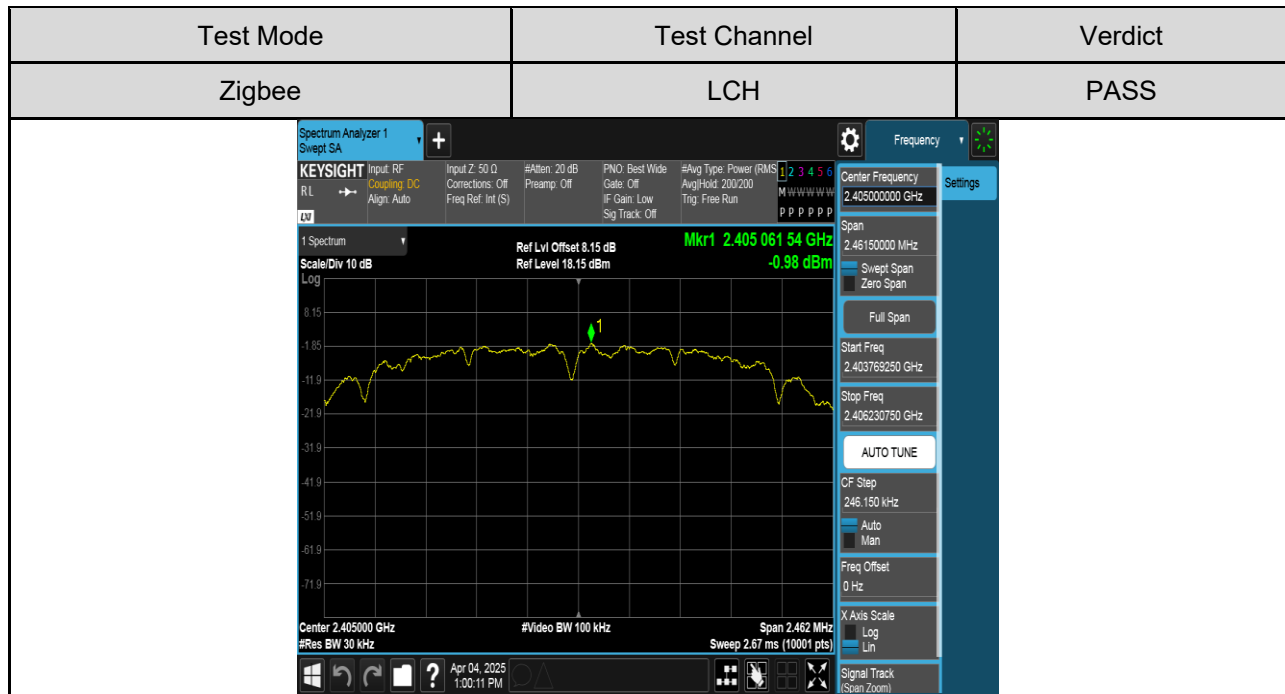 Test Mode Test Channel Verdict
Zigbee LCH PASS
Spectrum Analyzer 1
Swept SA
+
Frequency
KEYSIGHT Input: RF Input Z: 50 Ω #Atten: 20 dB PNO: Best Wide #Avg Type: Power (RMS 1 2 3 4 5 6
RL Coupling: DC Corrections: Off Preamp: Off Gate: Off Avg|Hold: 200/200 M W W W W W
Align: Auto Freq Ref: Int (S) IF Gain: Low Trig: Free Run
LXI Sig Track: Off P P P P P P
1 Spectrum Ref Lvl Offset 8.15 dB Mkr1 2.405 061 54 GHz
Scale/Div 10 dB Ref Level 18.15 dBm -0.98 dBm
Log
8.15
1
-1.85
-11.9
-21.9
-31.9
-41.9
-51.9
-61.9
-71.9
Center 2.405000 GHz #Video BW 100 kHz Span 2.462 MHz
#Res BW 30 kHz Sweep 2.67 ms (10001 pts)
? Apr 04, 2025
1:00:11 PM
Center Frequency
2.405000000 GHz
Settings
Span
2.46150000 MHz
Swept Span
Zero Span
Full Span
Start Freq
2.403769250 GHz
Stop Freq
2.406230750 GHz
AUTO TUNE
CF Step
246.150 kHz
Auto
Man
Freq Offset
0 Hz
X Axis Scale
Log
Lin
Signal Track
(Span Zoom)